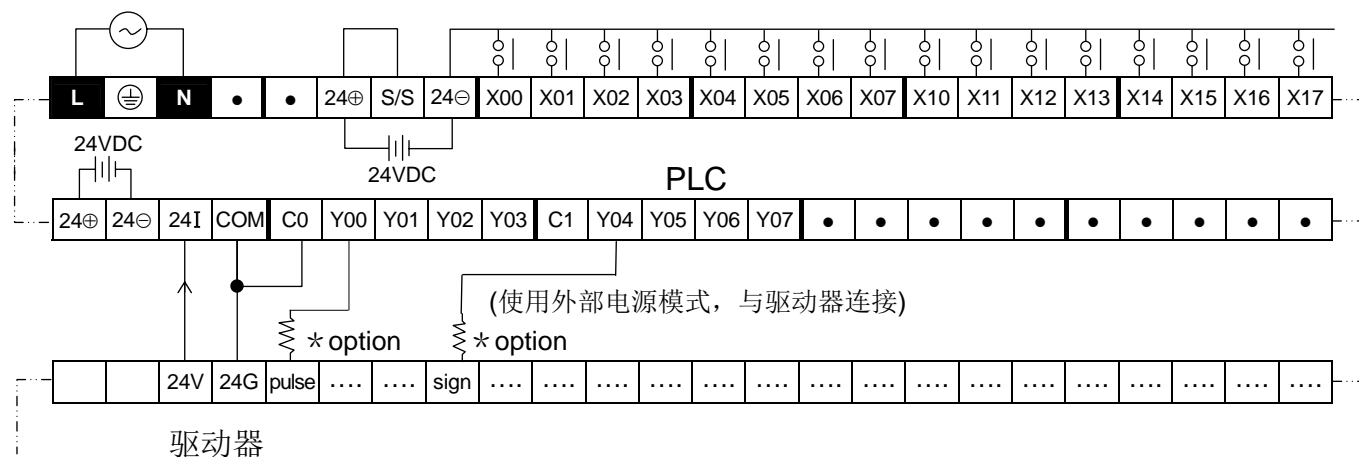 L N ● ● 24⊕ S/S 24⊖ X00 X01 X02 X03 X04 X05 X06 X07 X10 X11 X12 X13 X14 X15 X16 X17
24VDC
24VDC
PLC
24⊕ 24⊖ 24I COM C0 Y00 Y01 Y02 Y03 C1 Y04 Y05 Y06 Y07 ● ● ● ● ● ● ● ● ● ●
(使用外部电源模式，与驱动器连接)
*option *option
24V 24G pulse .... .... sign .... .... .... .... .... .... .... .... .... .... .... .... .... .... .... ....
驱动器